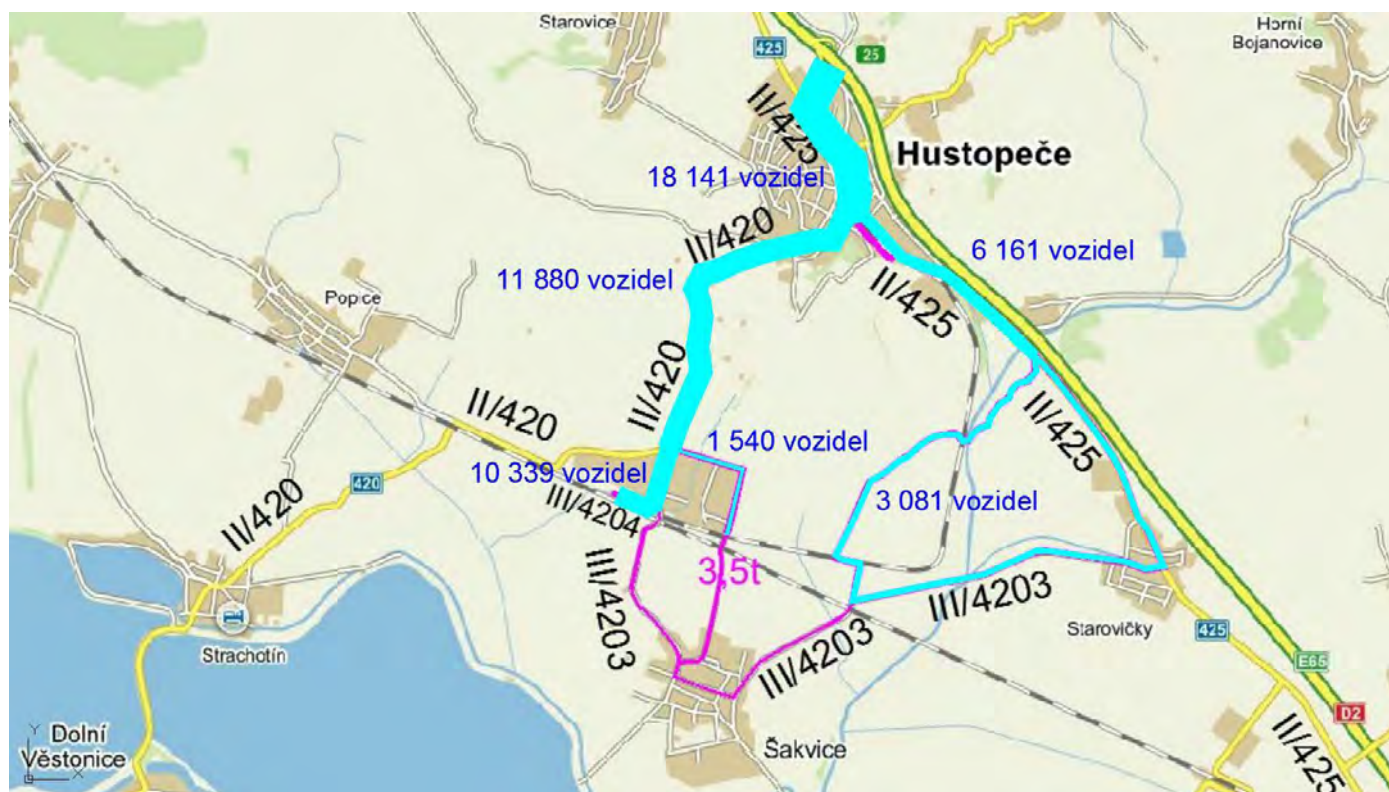 Starovice
425
25
Horní
Bojanovice
II/425
Hustopeče
18 141 vozidel
II/420
6 161 vozidel
11 880 vozidel
II/425
Popice
II/420
II/420
II/425
1 540 vozidel
10 339 vozidel
420
3 081 vozidel
III/4204
II/420
3,5t
III/4203
III/4203
Starovičky
425
Strachotín
III/4203
E65
D2
Dolní
Věstonice
Šakvice
II/425
Y
X